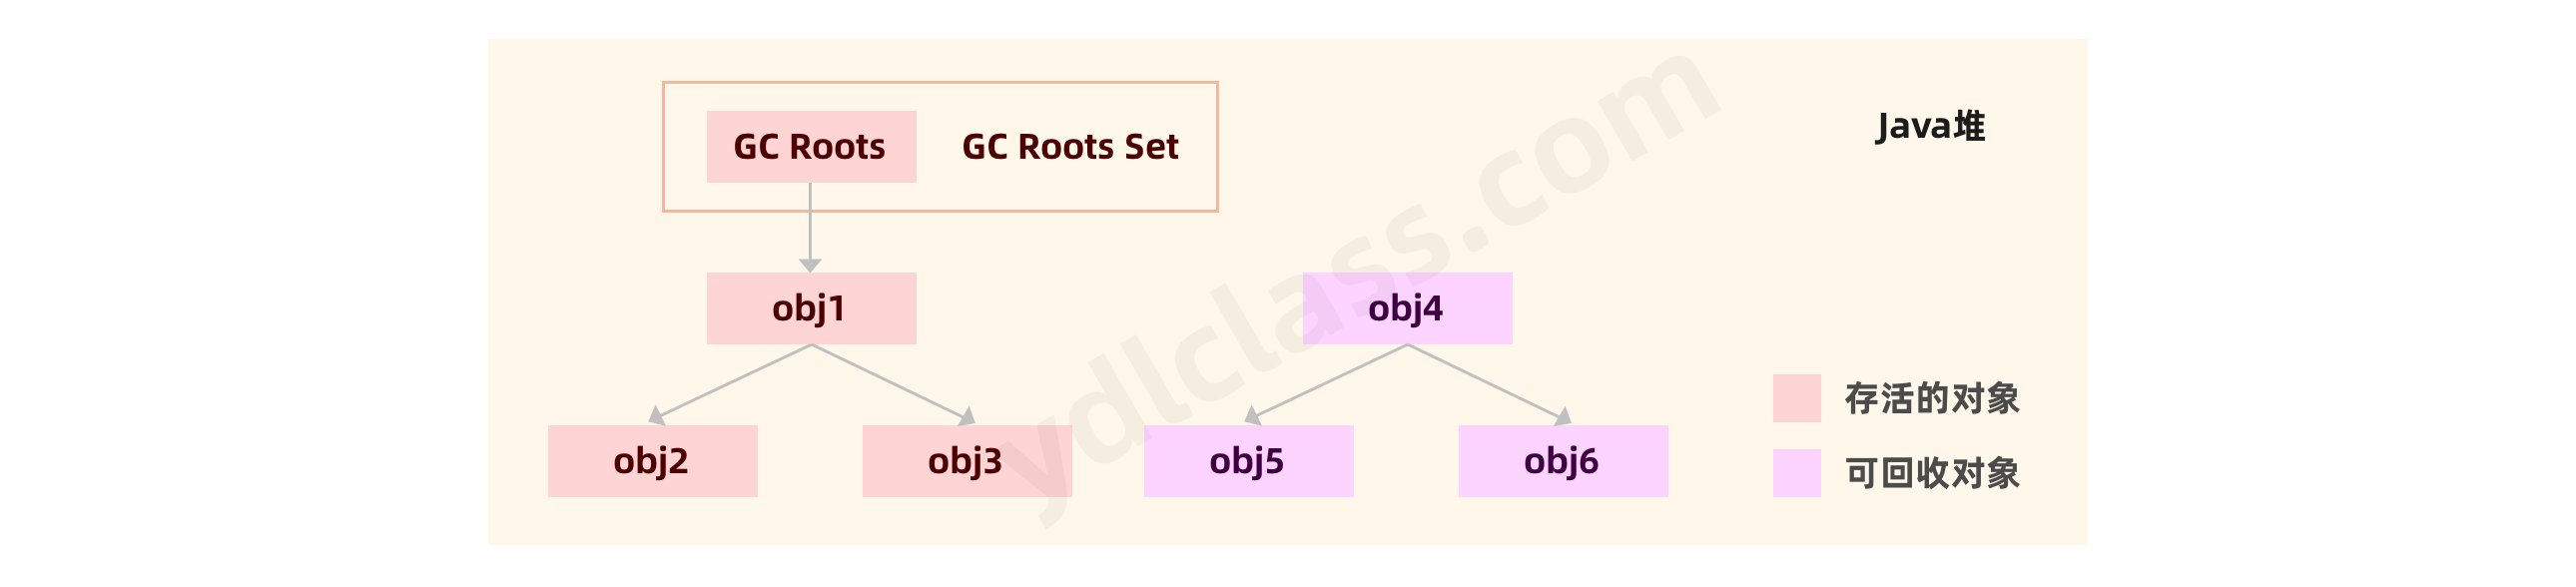 GC Roots
GC Roots Set
Java堆
obj1
obj4
obj2
obj3
obj5
obj6
存活的对象
可回收对象
ydlclass.com